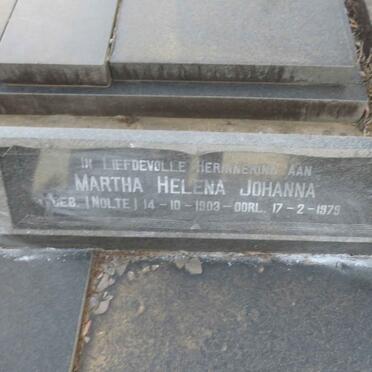 IN LIEFDEVOLLE HERINNERING AAN
MARTHA HELENA JOHANNA
GEB. (NOLTE) 14-10-1903-OORL. 17-2-1979